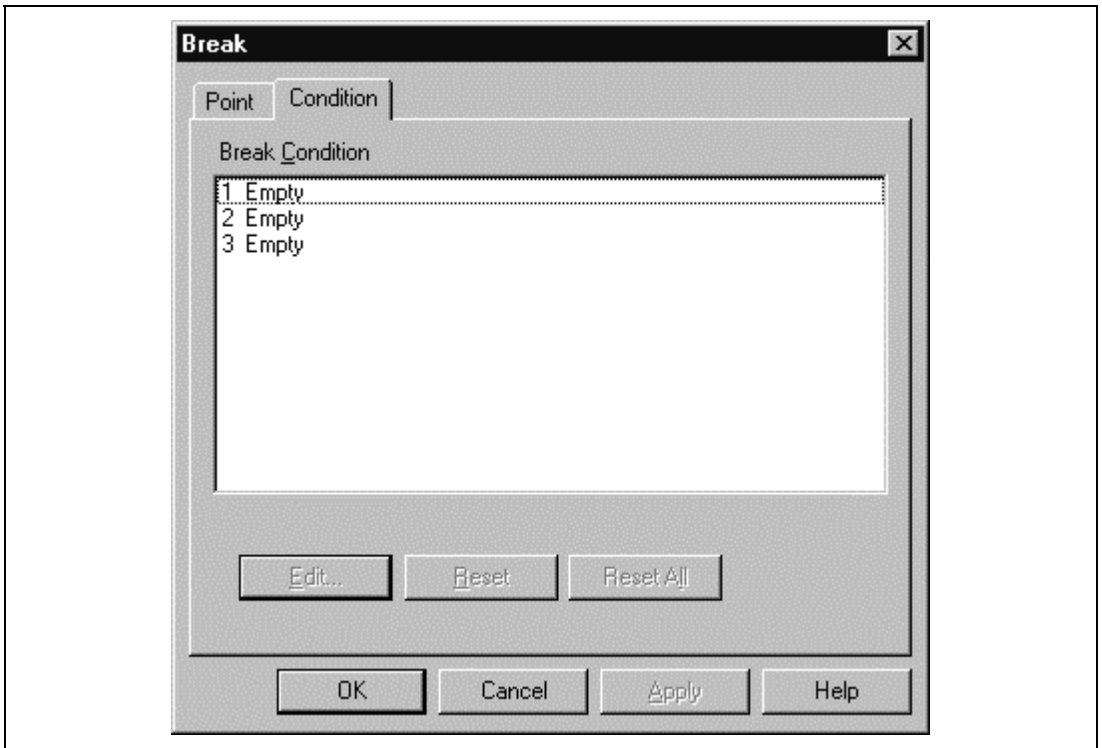 Break
Point Condition
Break Condition
1 Empty
2 Empty
3 Empty
Edit... Reset Reset All
OK Cancel Apply Help